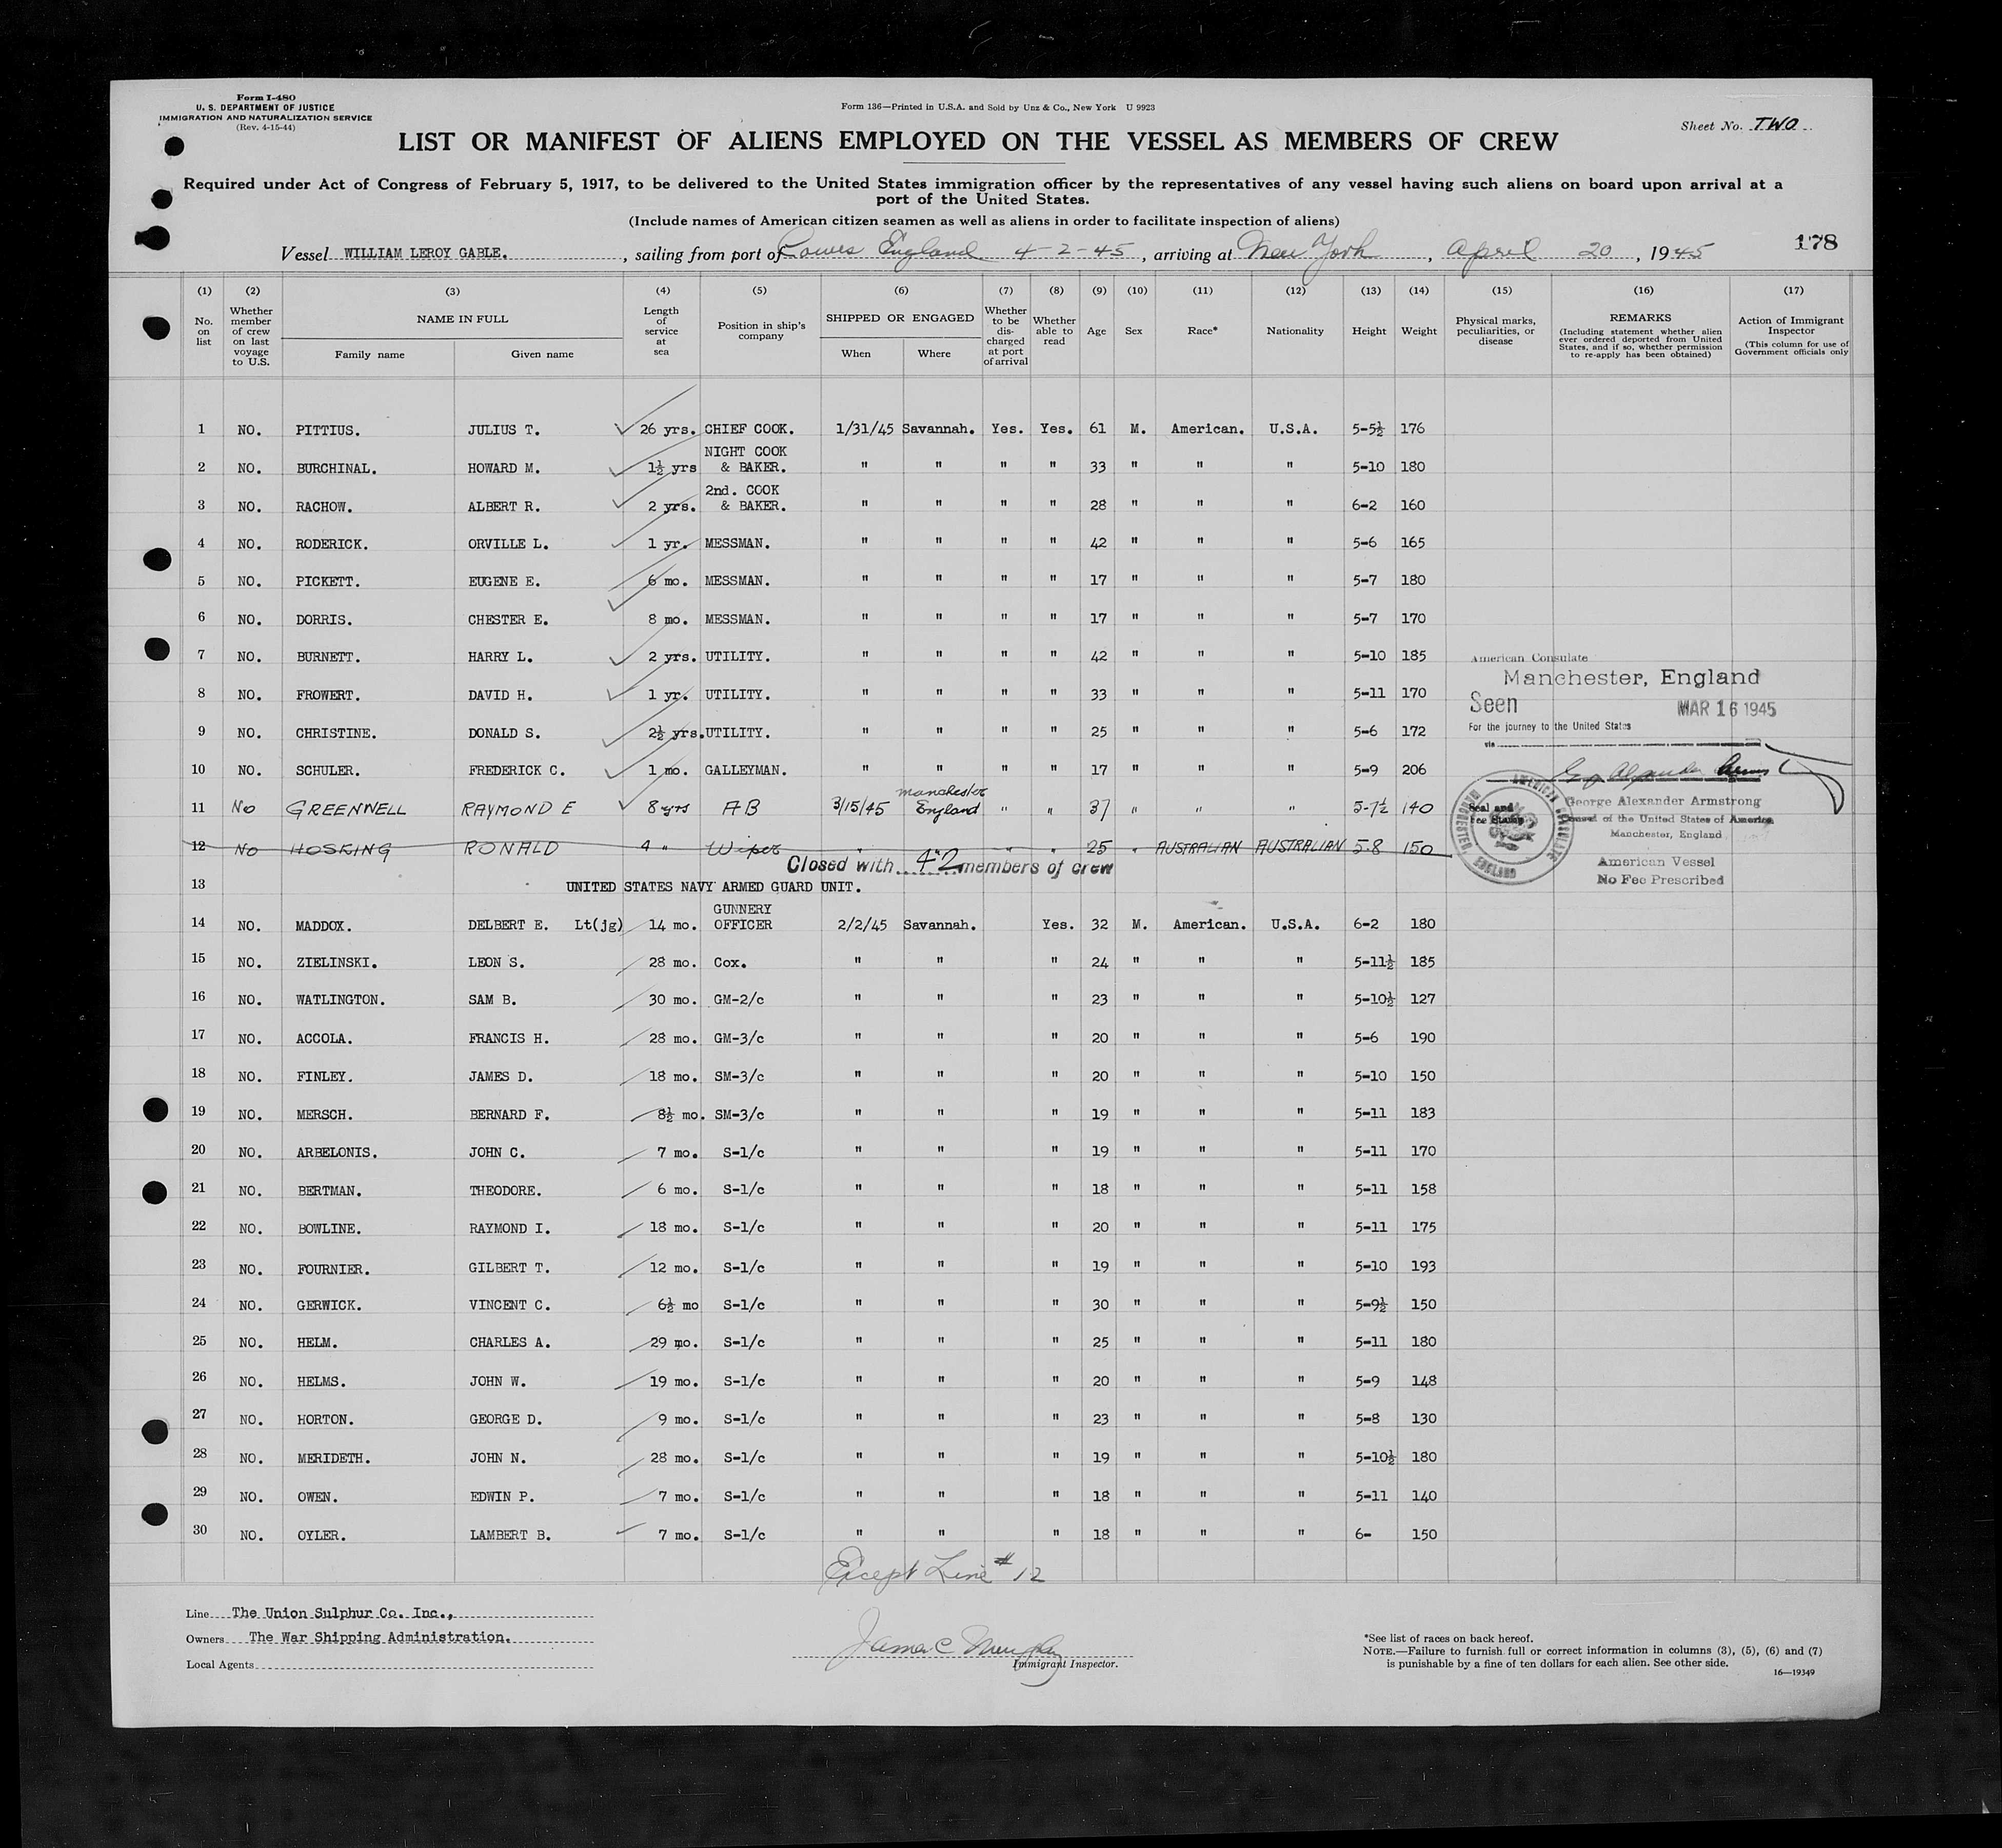 Form I-480
U. S. DEPARTMENT OF JUSTICE
IMMIGRATION AND NATURALIZATION SERVICE
(Rev. 4-15-44)
Form 136—Printed in U.S.A. and Sold by Unz & Co., New York U 9923
Sheet No. TWO
LIST OR MANIFEST OF ALIENS EMPLOYED ON THE VESSEL AS MEMBERS OF CREW
Required under Act of Congress of February 5, 1917, to be delivered to the United States immigration officer by the representatives of any vessel having such aliens on board upon arrival at a
port of the United States.
(Include names of American citizen seamen as well as aliens in order to facilitate inspection of aliens)
Vessel WILLIAM LEROY GABLE. , sailing from port of Cowes England 4-2-45 , arriving at New York , April 20 , 1945
178
(1) (2) (3) (4) (5) (6) (7) (8) (9) (10) (11) (12) (13) (14) (15) (16) (17)
No. on list
Whether member of crew on last voyage to U.S.
NAME IN FULL
Family name Given name
Length of service at sea
Position in ship's company
SHIPPED OR ENGAGED
When Where
Whether to be discharged at port of arrival
Whether able to read
Age Sex Race* Nationality Height Weight
Physical marks, peculiarities, or disease
REMARKS
(Including statement whether alien ever ordered deported from United States, and if so, whether permission to re-apply has been obtained)
Action of Immigrant Inspector
(This column for use of Government officials only
1 NO. PITTIUS. JULIUS T. 26 yrs. CHIEF COOK. 1/31/45 Savannah. Yes. Yes. 61 M. American. U.S.A. 5-5½ 176
2 NO. BURCHINAL. HOWARD M. 1½ yrs NIGHT COOK & BAKER. " " " " 33 " " " 5-10 180
3 NO. RACHOW. ALBERT R. 2 yrs. 2nd. COOK & BAKER. " " " " 28 " " " 6-2 160
4 NO. RODERICK. ORVILLE L. 1 yr. MESSMAN. " " " " 42 " " " 5-6 165
5 NO. PICKETT. EUGENE E. 6 mo. MESSMAN. " " " " 17 " " " 5-7 180
6 NO. DORRIS. CHESTER E. 8 mo. MESSMAN. " " " " 17 " " " 5-7 170
7 NO. BURNETT. HARRY L. 2 yrs. UTILITY. " " " " 42 " " " 5-10 185
8 NO. FROWERT. DAVID H. 1 yr. UTILITY. " " " " 33 " " " 5-11 170
9 NO. CHRISTINE. DONALD S. 2½ yrs. UTILITY. " " " " 25 " " " 5-6 172
10 NO. SCHULER. FREDERICK C. 1 mo. GALLEYMAN. " " " " 17 " " " 5-9 206
11 No GREENWELL RAYMOND E 8 yrs AB 3/15/45 Manchester England " " 37 " " " 5-7½ 140
12 No HOSKING RONALD 4 " Wiper " " " 25 " AUSTRALIAN AUSTRALIAN 5-8 150
Closed with 42 members of crew
13 UNITED STATES NAVY ARMED GUARD UNIT.
14 NO. MADDOX. DELBERT E. Lt(jg) 14 mo. GUNNERY OFFICER 2/2/45 Savannah. Yes. 32 M. American. U.S.A. 6-2 180
15 NO. ZIELINSKI. LEON S. 28 mo. Cox. " " " 24 " " " 5-11½ 185
16 NO. WATLINGTON. SAM B. 30 mo. GM-2/c " " " 23 " " " 5-10½ 127
17 NO. ACCOLA. FRANCIS H. 28 mo. GM-3/c " " " 20 " " " 5-6 190
18 NO. FINLEY. JAMES D. 18 mo. SM-3/c " " " 20 " " " 5-10 150
19 NO. MERSCH. BERNARD F. 8½ mo. SM-3/c " " " 19 " " " 5-11 183
20 NO. ARBELONIS. JOHN C. 7 mo. S-1/c " " " 19 " " " 5-11 170
21 NO. BERTMAN. THEODORE. 6 mo. S-1/c " " " 18 " " " 5-11 158
22 NO. BOWLINE. RAYMOND I. 18 mo. S-1/c " " " 20 " " " 5-11 175
23 NO. FOURNIER. GILBERT T. 12 mo. S-1/c " " " 19 " " " 5-10 193
24 NO. GERWICK. VINCENT C. 6½ mo S-1/c " " " 30 " " " 5-9½ 150
25 NO. HELM. CHARLES A. 29 mo. S-1/c " " " 25 " " " 5-11 180
26 NO. HELMS. JOHN W. 19 mo. S-1/c " " " 20 " " " 5-9 148
27 NO. HORTON. GEORGE D. 9 mo. S-1/c " " " 23 " " " 5-8 130
28 NO. MERIDETH. JOHN N. 28 mo. S-1/c " " " 19 " " " 5-10½ 180
29 NO. OWEN. EDWIN P. 7 mo. S-1/c " " " 18 " " " 5-11 140
30 NO. OYLER. LAMBERT B. 7 mo. S-1/c " " " 18 " " " 6- 150
American Consulate
Manchester, England
Seen MAR 16 1945
For the journey to the United States
via
Seal and
Fee Stamp
AMERICAN CONSULATE
MANCHESTER, ENGLAND
George Alexander Armstrong
Consul of the United States of America
Manchester, England
American Vessel
No Fee Prescribed
Except Line # 12
Line The Union Sulphur Co. Inc.,
Owners The War Shipping Administration.
Local Agents
James C Murphy
Immigrant Inspector.
*See list of races on back hereof.
NOTE.—Failure to furnish full or correct information in columns (3), (5), (6) and (7)
is punishable by a fine of ten dollars for each alien. See other side.
16—19349